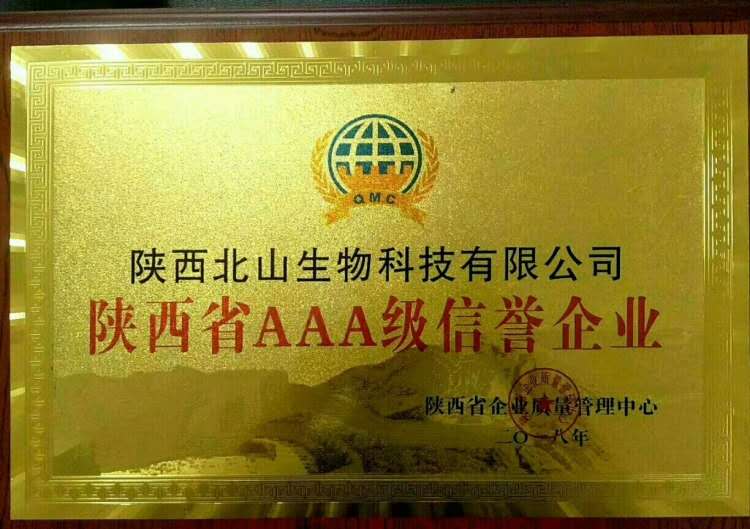 QMC
陕西北山生物科技有限公司
陕西省AAA级信誉企业
陕西省企业质量管理中心
二〇一八年